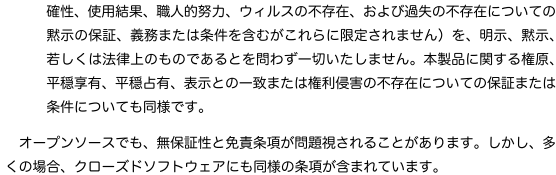 確性、使用結果、職人的努力、ウィルスの不存在、および過失の不存在についての
黙示の保証、義務または条件を含むがこれらに限定されません）を、明示、黙示、
若しくは法律上のものであるとを問わず一切いたしません。本製品に関する権原、
平穏享有、平穏占有、表示との一致または権利侵害の不存在についての保証または
条件についても同様です。
オープンソースでも、無保証性と免責条項が問題視されることがあります。しかし、多
くの場合、クローズドソフトウェアにも同様の条項が含まれています。